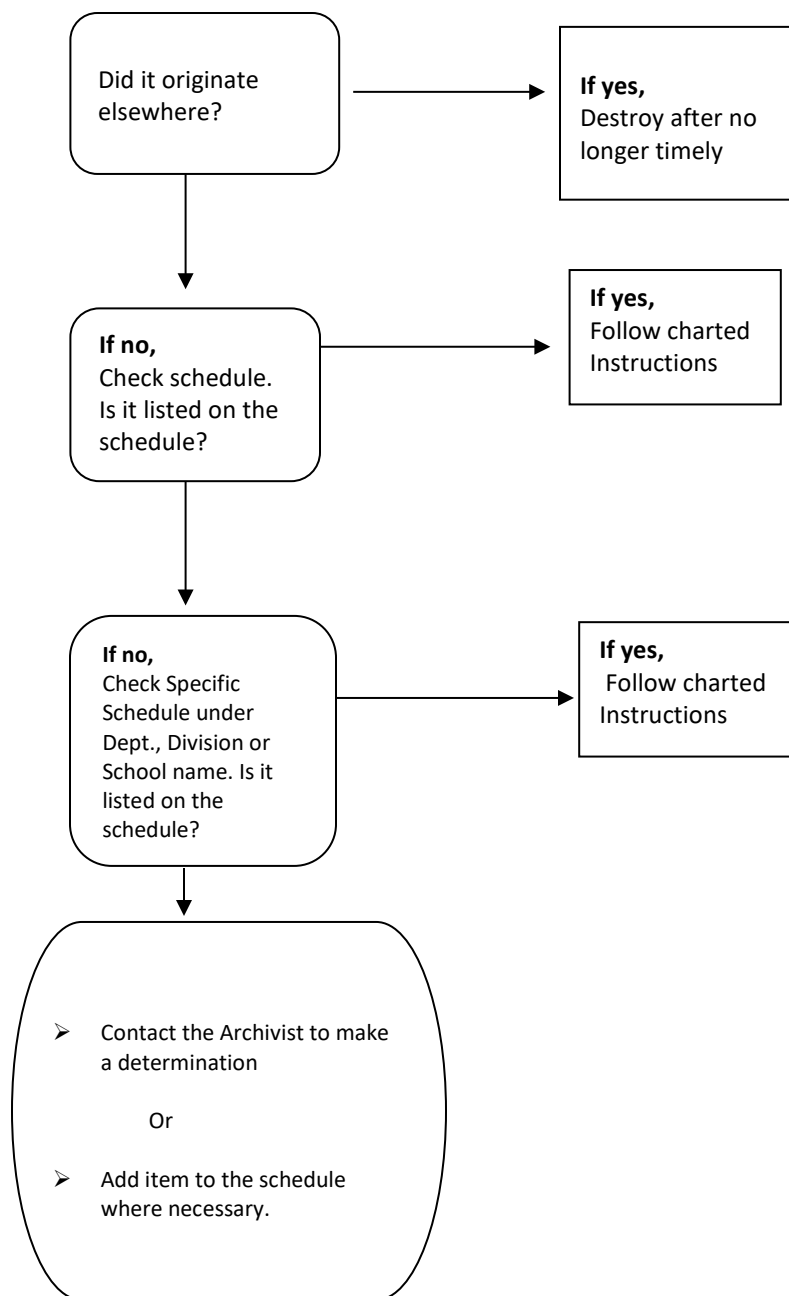 Did it originate
elsewhere?
If yes,
Destroy after no
longer timely
If no,
Check schedule.
Is it listed on the
schedule?
If yes,
Follow charted
Instructions
If no,
Check Specific
Schedule under
Dept., Division or
School name. Is it
listed on the
schedule?
If yes,
Follow charted
Instructions
➢ Contact the Archivist to make
a determination
Or
➢ Add item to the schedule
where necessary.